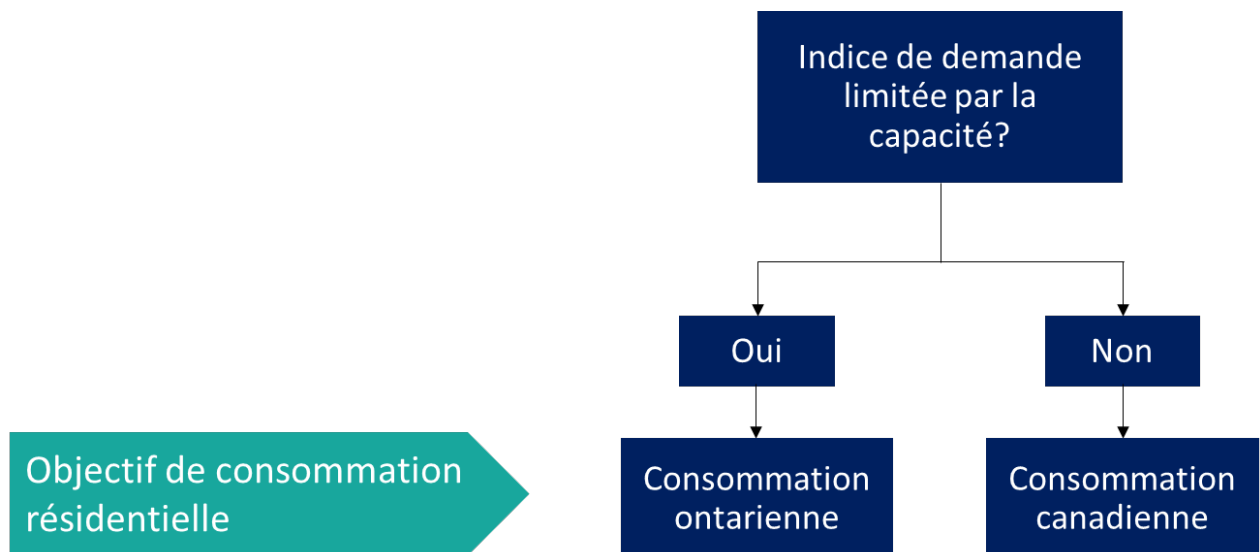 Indice de demande
limitée par la
capacité?
Oui
Non
Objectif de consommation
résidentielle
Consommation
ontarienne
Consommation
canadienne